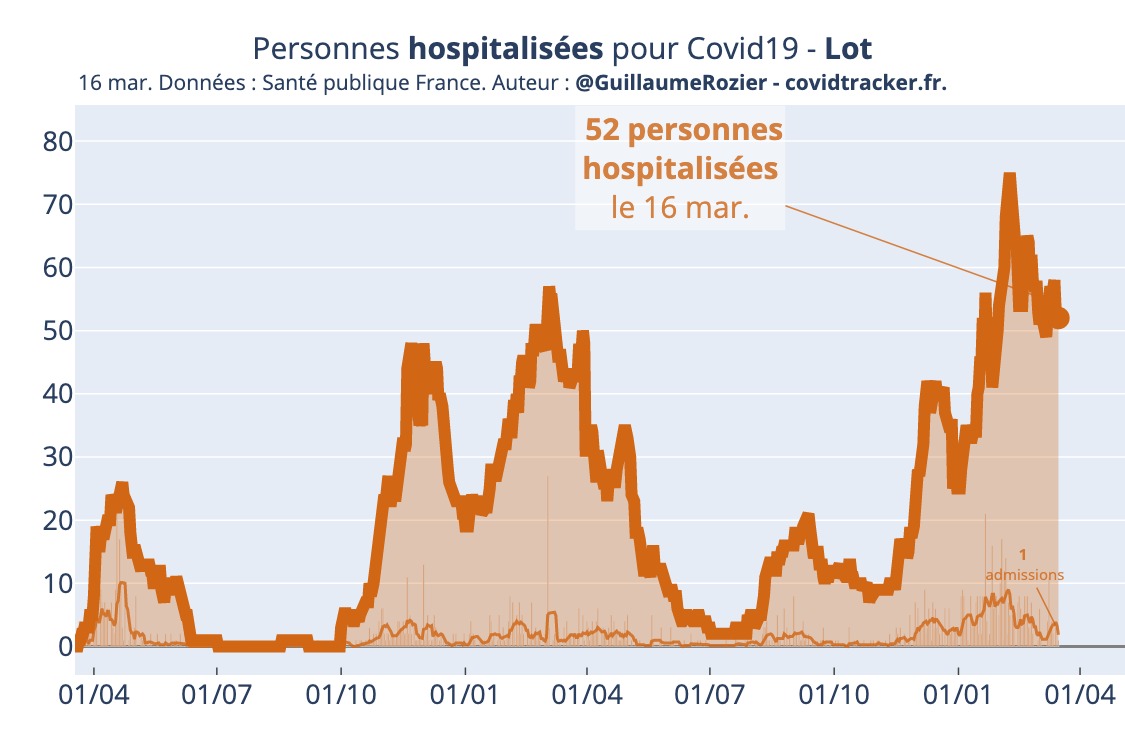 Personnes hospitalisées pour Covid19 - Lot
16 mar. Données : Santé publique France. Auteur : @GuillaumeRozier - covidtracker.fr.
52 personnes
hospitalisées
le 16 mar.
80
70
60
50
40
30
20
10
0
1
admissions
01/04 01/07 01/10 01/01 01/04 01/07 01/10 01/01 01/04